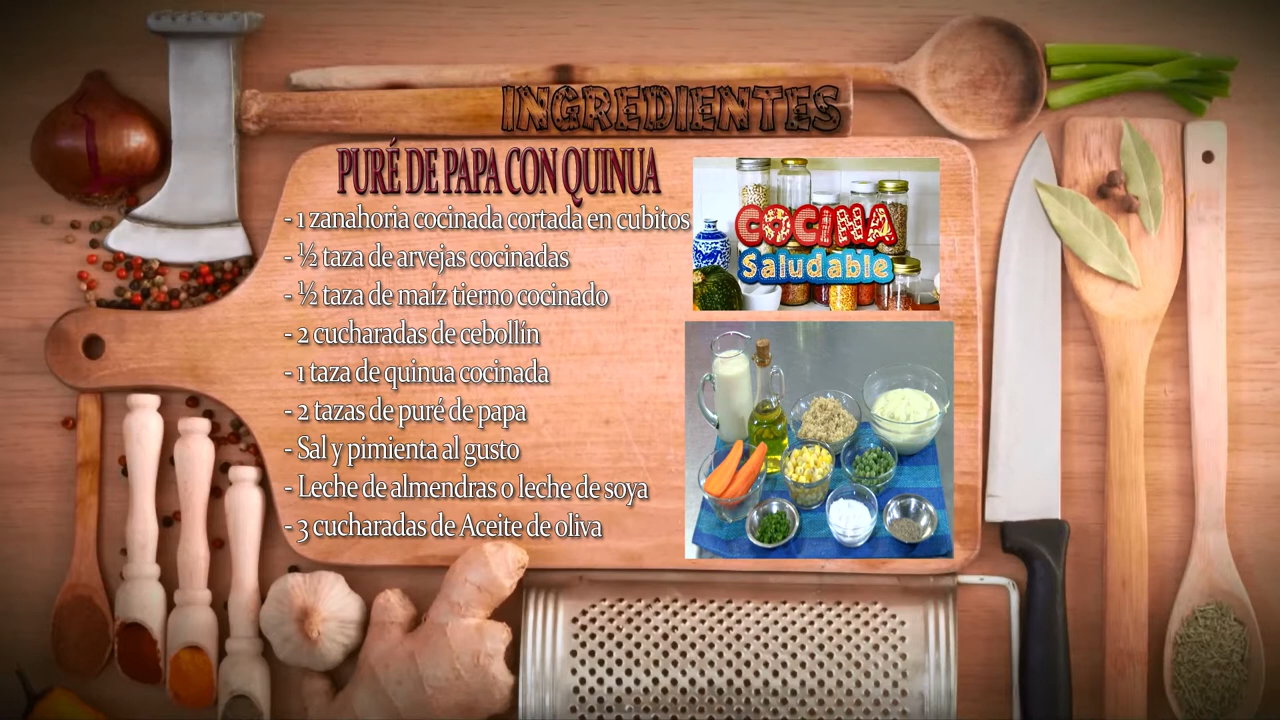 INGREDIENTES
PURÉ DE PAPA CON QUINUA
- 1 zanahoria cocinada cortada en cubitos
- ½ taza de arvejas cocinadas
- ½ taza de maíz tierno cocinado
- 2 cucharadas de cebollín
- 1 taza de quinua cocinada
- 2 tazas de puré de papa
- Sal y pimienta al gusto
- Leche de almendras o leche de soya
- 3 cucharadas de Aceite de oliva
COCINA
Saludable